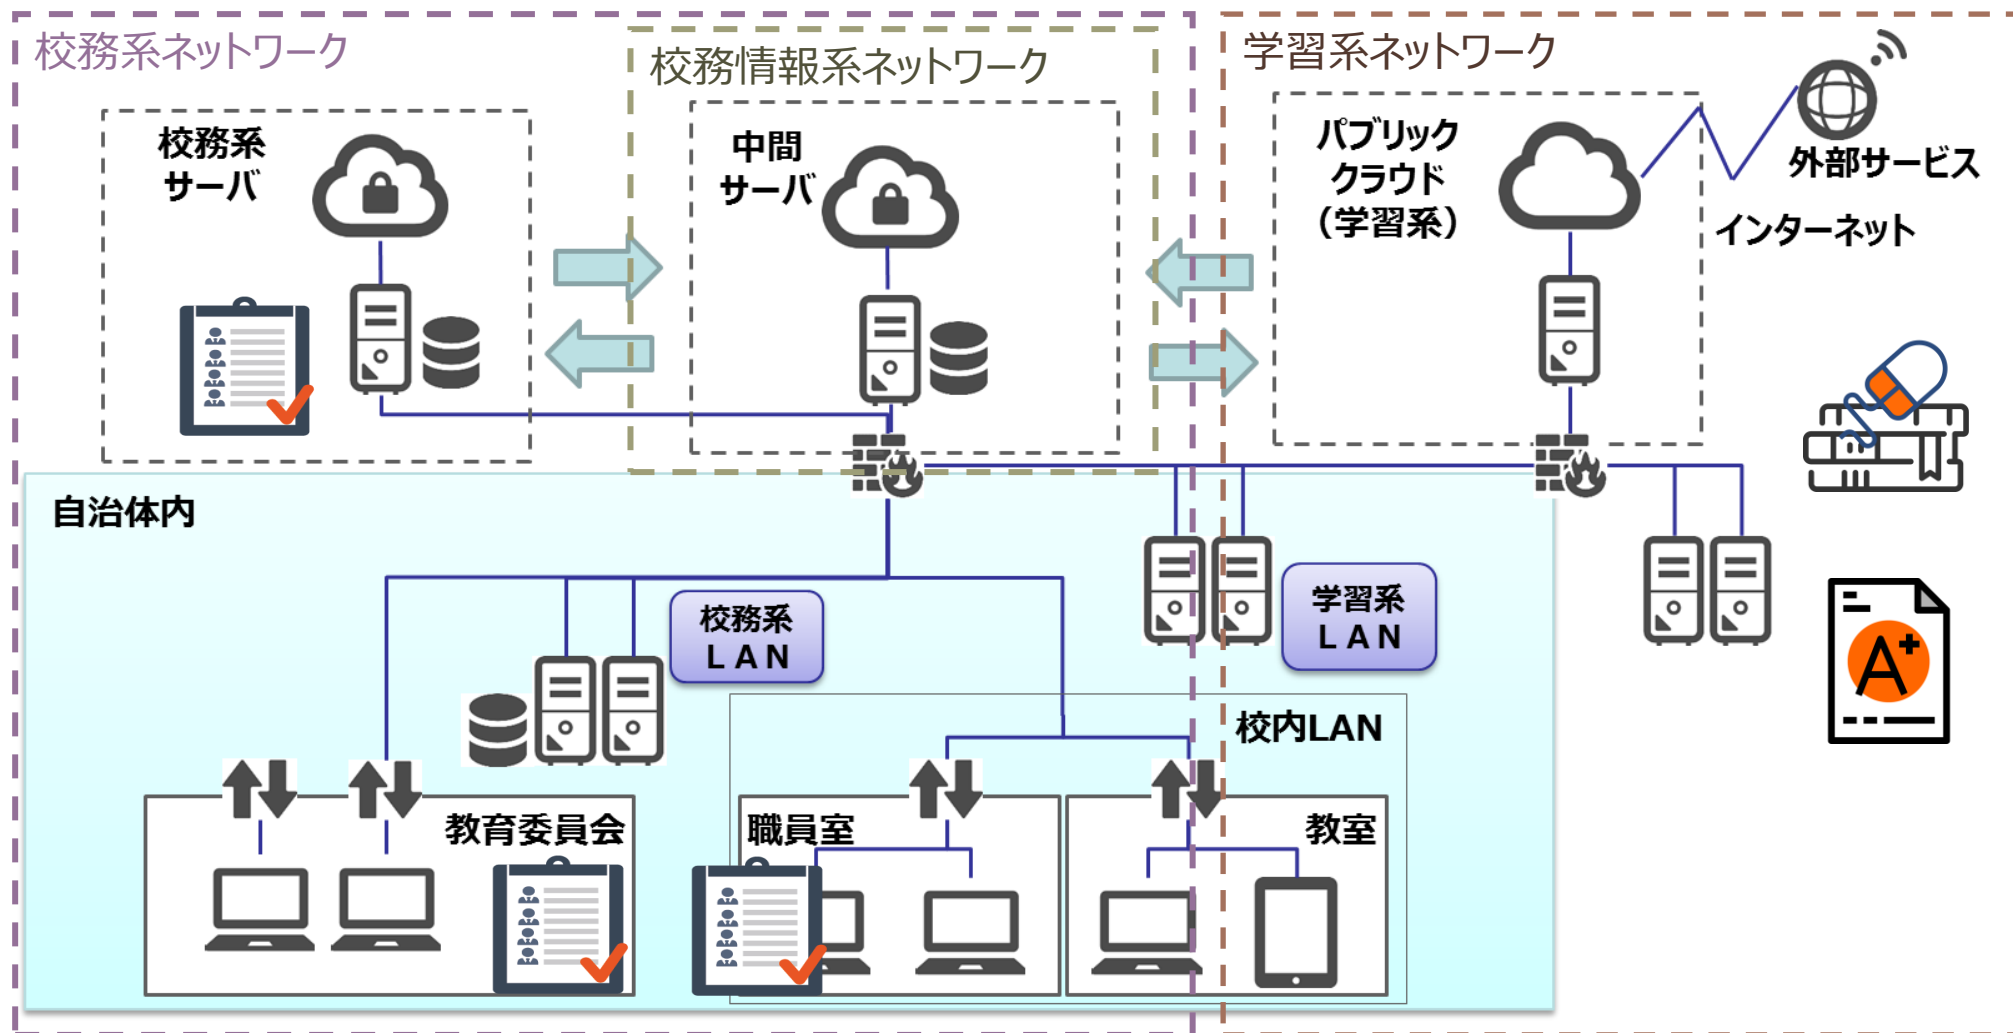 校務系ネットワーク
校務情報系ネットワーク
学習系ネットワーク
校務系
サーバ
中間
サーバ
パブリック
クラウド
（学習系）
外部サービス
インターネット
自治体内
校務系
ＬＡＮ
学習系
ＬＡＮ
校内LAN
教育委員会
職員室
教室
A+